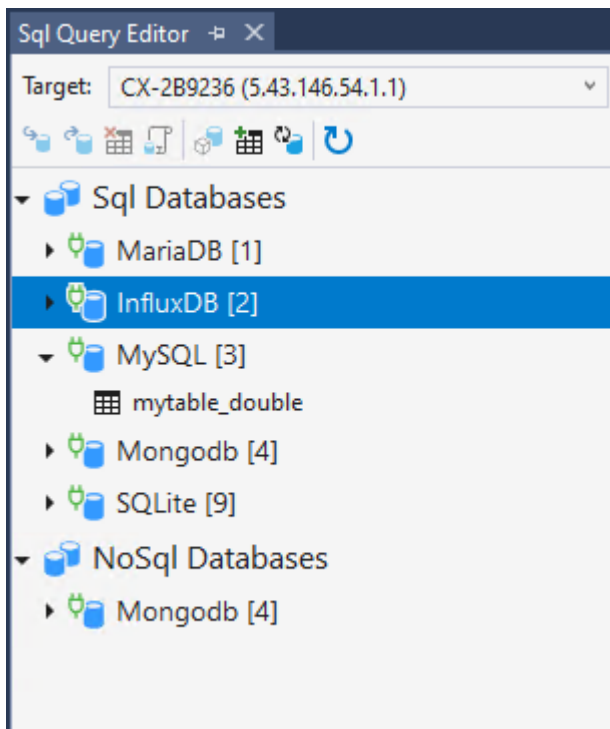 Sql Query Editor
Target: CX-2B9236 (5.43.146.54.1.1)
Sql Databases
MariaDB [1]
InfluxDB [2]
MySQL [3]
mytable_double
Mongodb [4]
SQLite [9]
NoSql Databases
Mongodb [4]